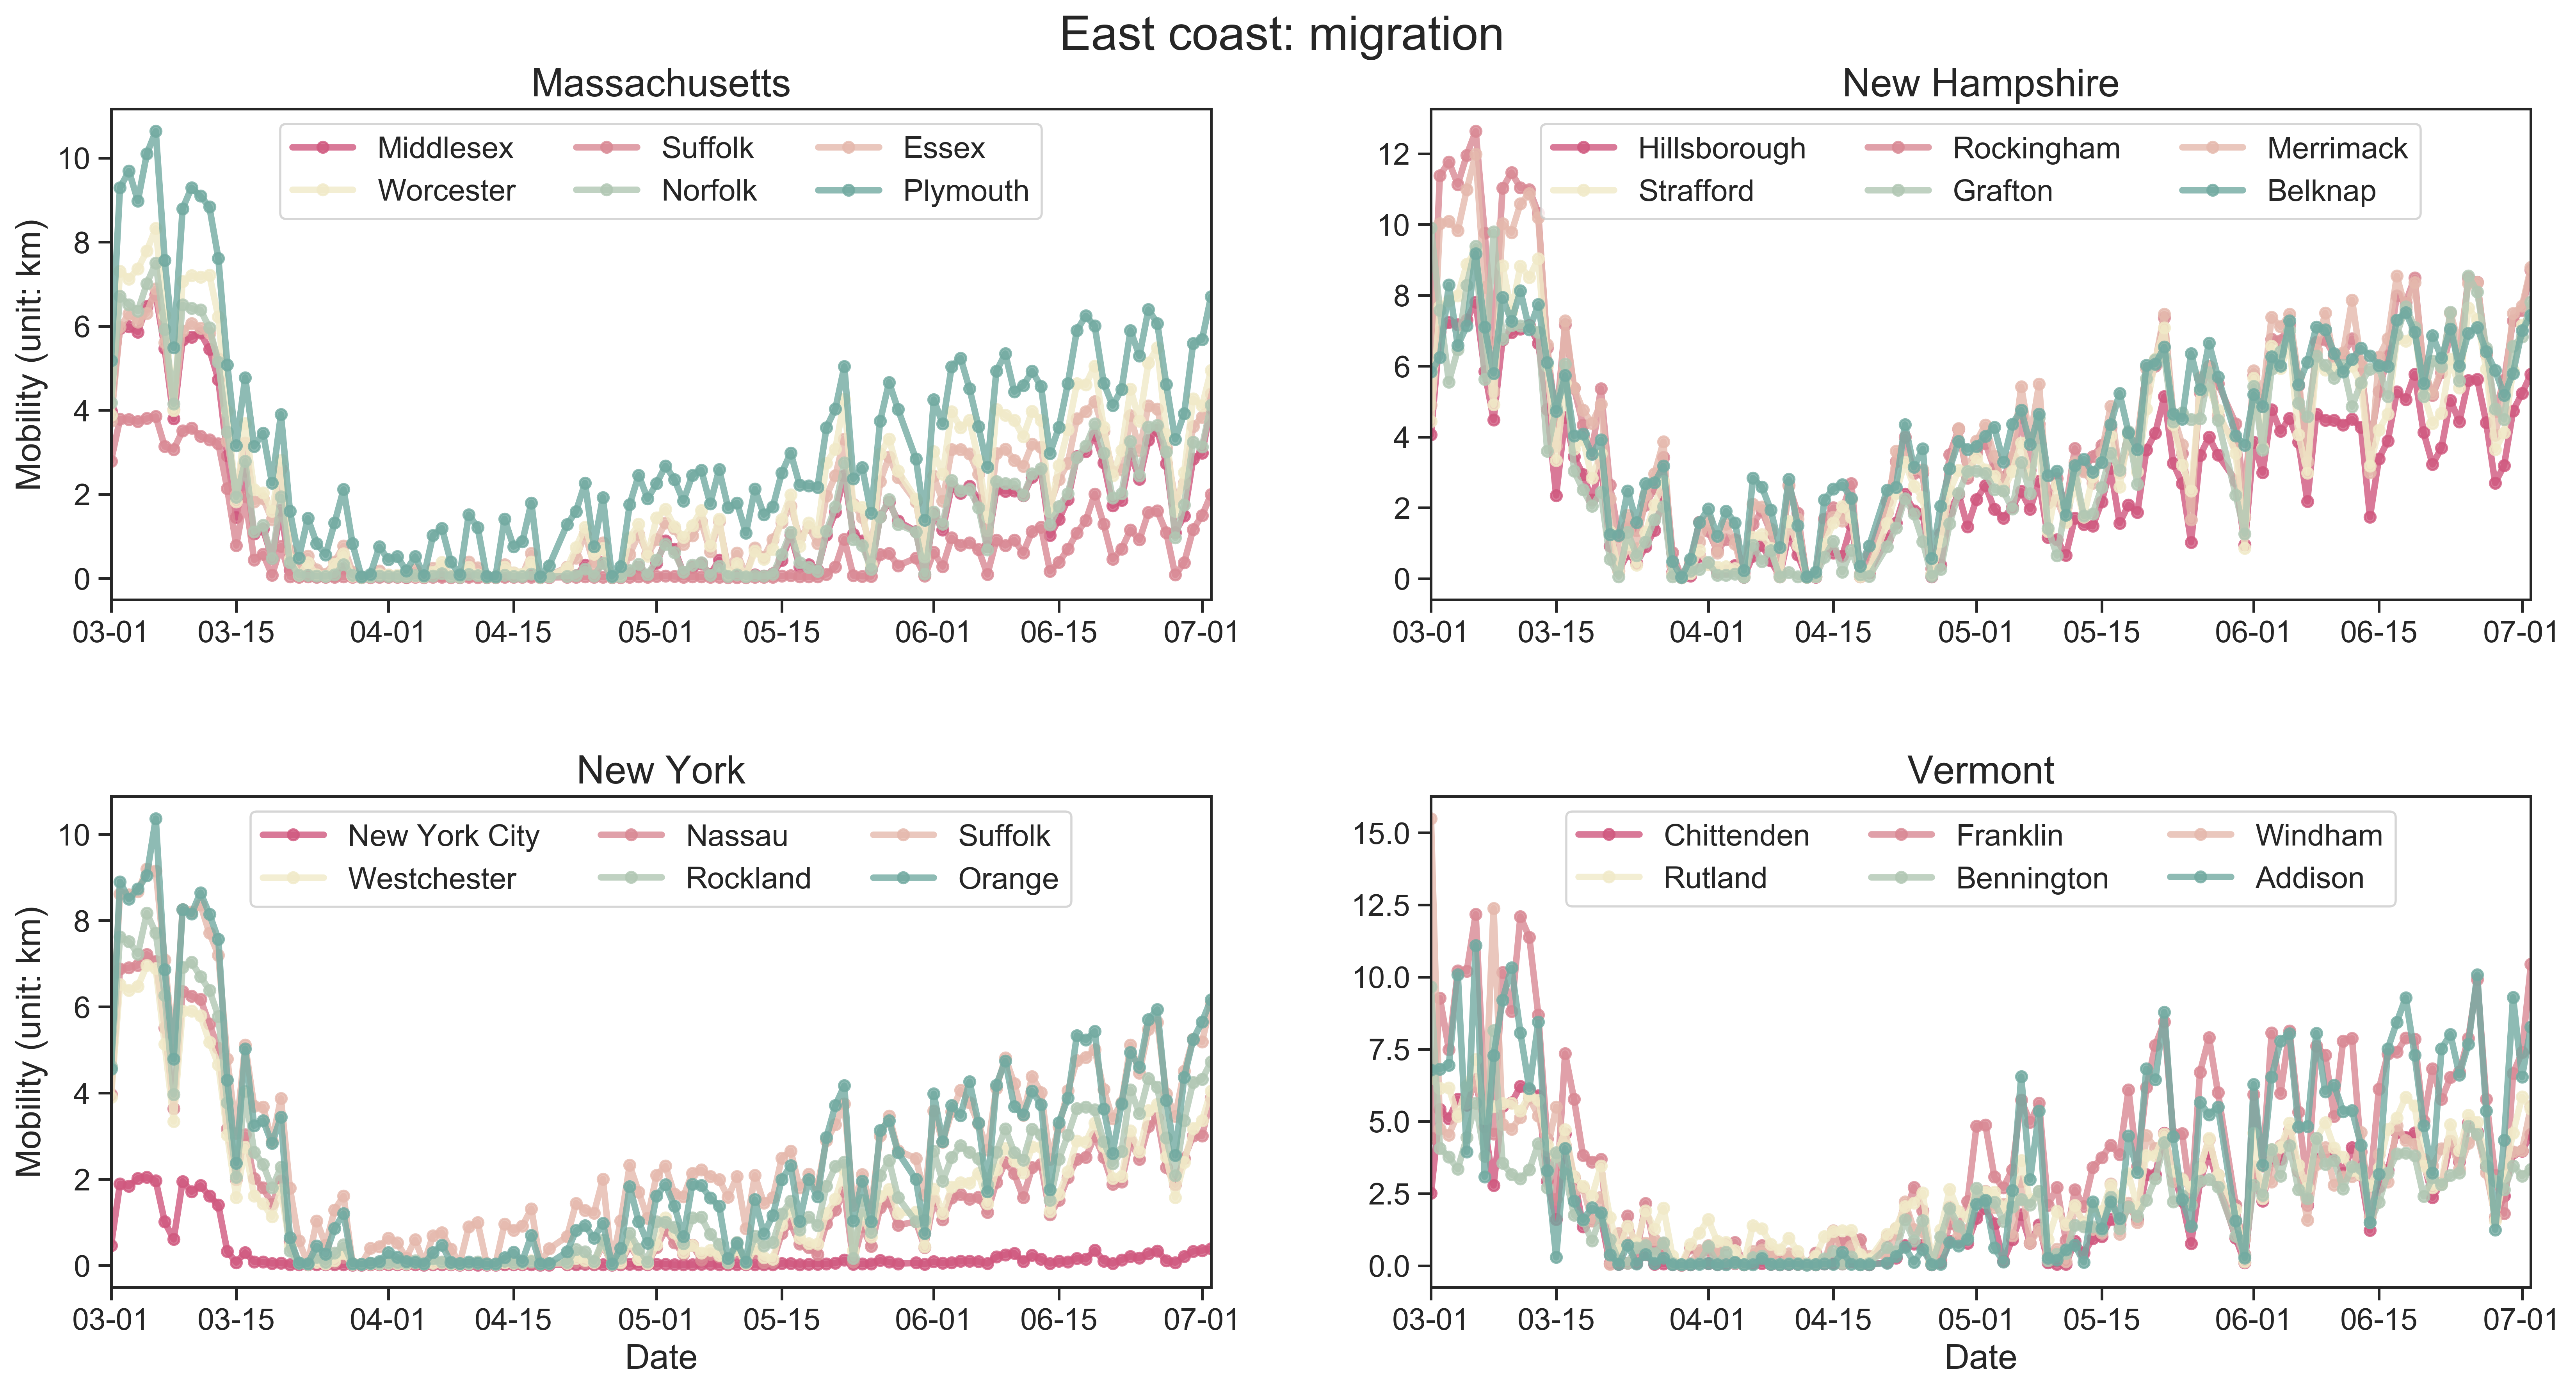 East coast: migration
Massachusetts
Mobility (unit: km)
10
8
6
4
2
0
Middlesex Suffolk Essex
Worcester Norfolk Plymouth
03-01 03-15 04-01 04-15 05-01 05-15 06-01 06-15 07-01
New Hampshire
12
10
8
6
4
2
0
Hillsborough Rockingham Merrimack
Strafford Grafton Belknap
03-01 03-15 04-01 04-15 05-01 05-15 06-01 06-15 07-01
New York
Mobility (unit: km)
10
8
6
4
2
0
New York City Nassau Suffolk
Westchester Rockland Orange
03-01 03-15 04-01 04-15 05-01 05-15 06-01 06-15 07-01
Date
Vermont
15.0
12.5
10.0
7.5
5.0
2.5
0.0
Chittenden Franklin Windham
Rutland Bennington Addison
03-01 03-15 04-01 04-15 05-01 05-15 06-01 06-15 07-01
Date